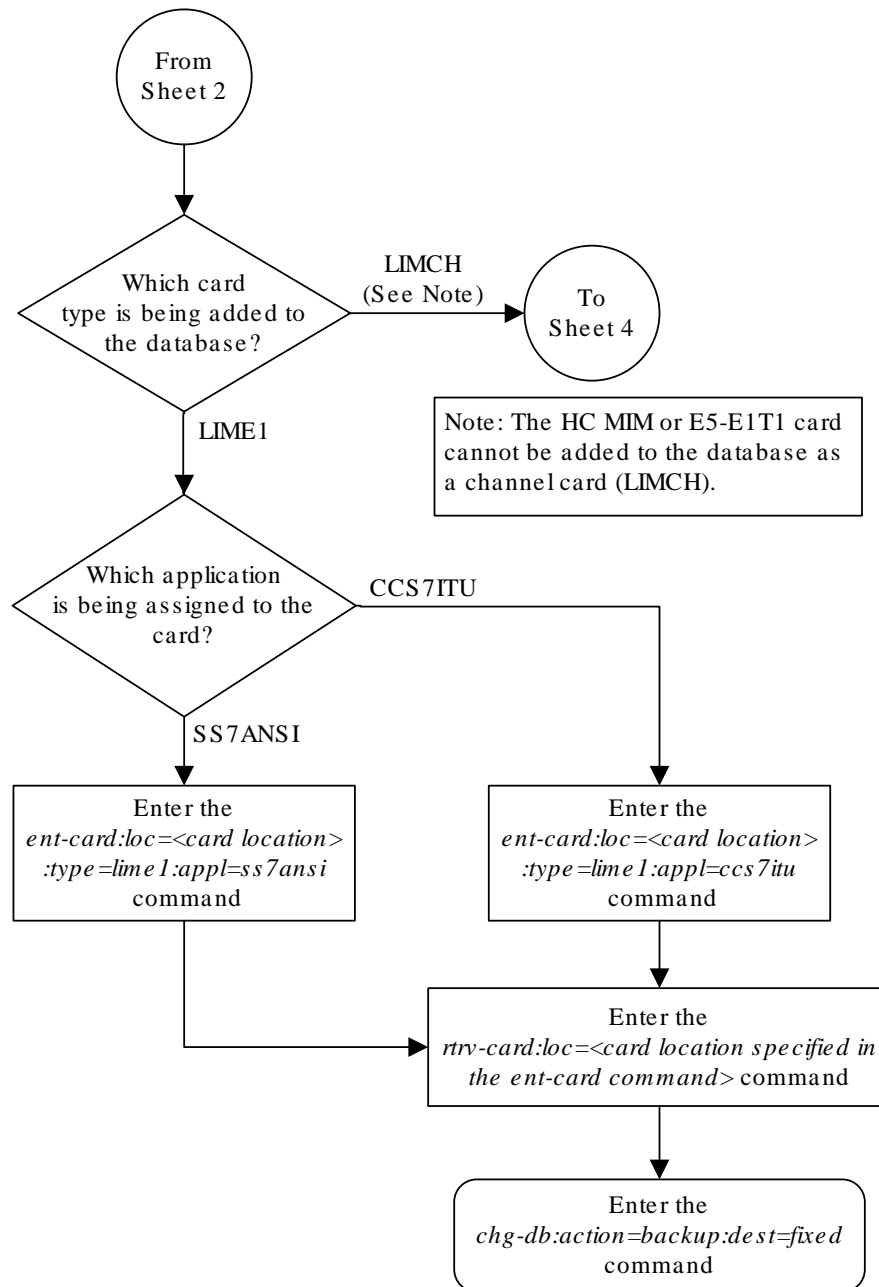 From
Sheet 2
Which card
type is being added to
the database?
LIMCH
(See Note)
To
Sheet 4
LIME1
Note: The HC MIM or E5-E1T1 card
cannot be added to the database as
a channel card (LIMCH).
Which application
is being assigned to the
card?
CCS7ITU
SS7ANSI
Enter the
ent-card:loc=<card location>
:type=lime1:appl=ss7ansi
command
Enter the
ent-card:loc=<card location>
:type=lime1:appl=ccs7itu
command
Enter the
rtrv-card:loc=<card location specified in
the ent-card command> command
Enter the
chg-db:action=backup:dest=fixed
command